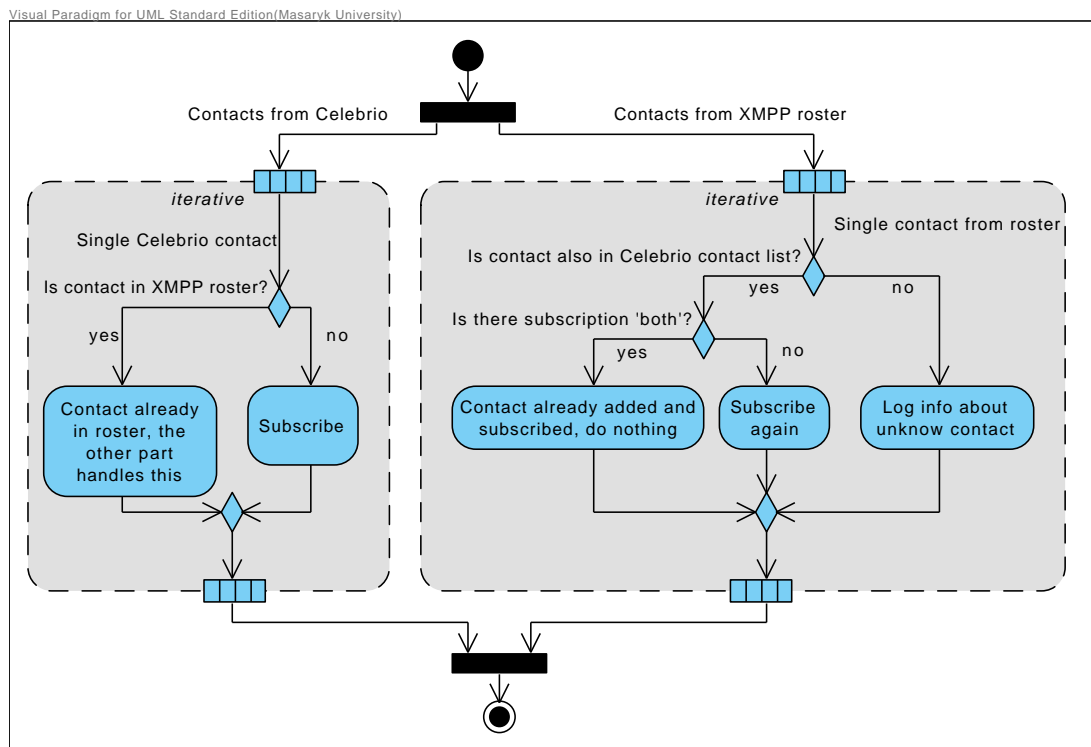 Visual Paradigm for UML Standard Edition(Masaryk University)
Contacts from Celebrio
Contacts from XMPP roster
iterative
iterative
Single Celebrio contact
Single contact from roster
Is contact also in Celebrio contact list?
Is contact in XMPP roster?
yes
no
Is there subscription 'both'?
yes
no
yes
no
Contact already
in roster, the
other part
handles this
Subscribe
Contact already added and
subscribed, do nothing
Subscribe
again
Log info about
unknow contact